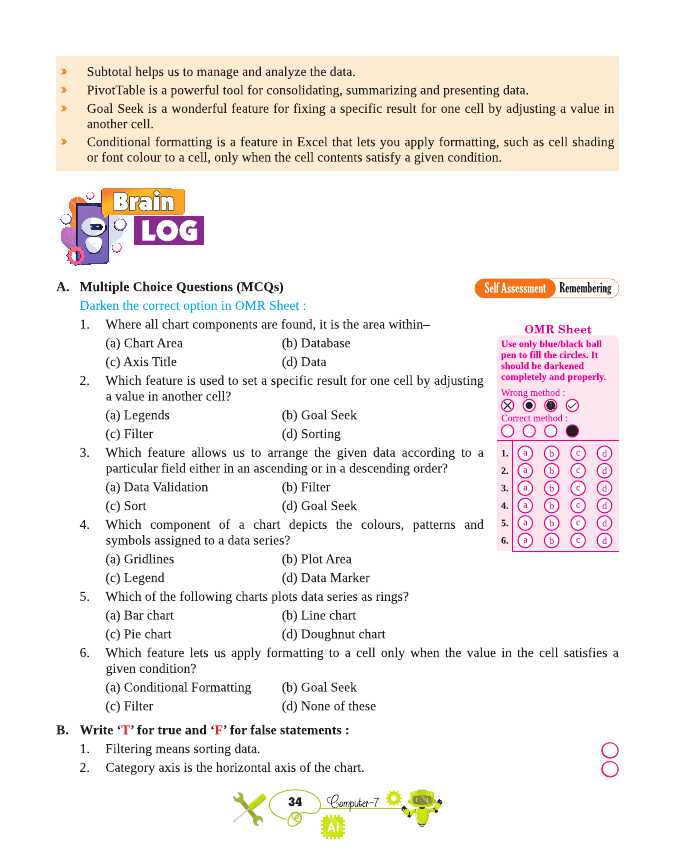 Subtotal helps us to manage and analyze the data.
PivotTable is a powerful tool for consolidating, summarizing and presenting data.
Goal Seek is a wonderful feature for fixing a specific result for one cell by adjusting a value in
another cell.
Conditional formatting is a feature in Excel that lets you apply formatting, such as cell shading
or font colour to a cell, only when the cell contents satisfy a given condition.
Brain
LOG
A. Multiple Choice Questions (MCQs)
Self Assessment Remembering
Darken the correct option in OMR Sheet :
1. Where all chart components are found, it is the area within–
(a) Chart Area (b) Database
(c) Axis Title (d) Data
2. Which feature is used to set a specific result for one cell by adjusting
a value in another cell?
(a) Legends (b) Goal Seek
(c) Filter (d) Sorting
3. Which feature allows us to arrange the given data according to a
particular field either in an ascending or in a descending order?
(a) Data Validation (b) Filter
(c) Sort (d) Goal Seek
4. Which component of a chart depicts the colours, patterns and
symbols assigned to a data series?
(a) Gridlines (b) Plot Area
(c) Legend (d) Data Marker
5. Which of the following charts plots data series as rings?
(a) Bar chart (b) Line chart
(c) Pie chart (d) Doughnut chart
6. Which feature lets us apply formatting to a cell only when the value in the cell satisfies a
given condition?
(a) Conditional Formatting (b) Goal Seek
(c) Filter (d) None of these
OMR Sheet
Use only blue/black ball
pen to fill the circles. It
should be darkened
completely and properly.
Wrong method :
Correct method :
1. a b c d
2. a b c d
3. a b c d
4. a b c d
5. a b c d
6. a b c d
B. Write ‘T’ for true and ‘F’ for false statements :
1. Filtering means sorting data.
2. Category axis is the horizontal axis of the chart.
34 Computer-7
AI